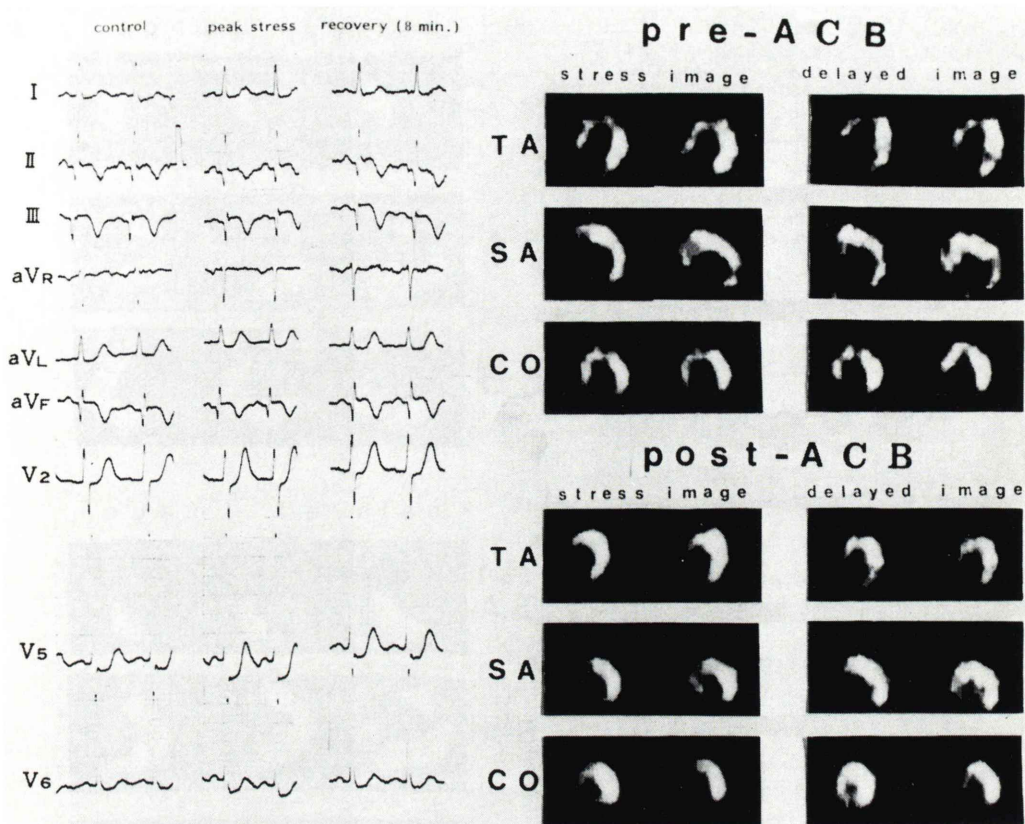 control peak stress recovery (8 min.)
I
II
III
aVR
aVL
aVF
V2
V5
V6
pre-ACB
stress image delayed image
TA
SA
CO
post-ACB
stress image delayed image
TA
SA
CO